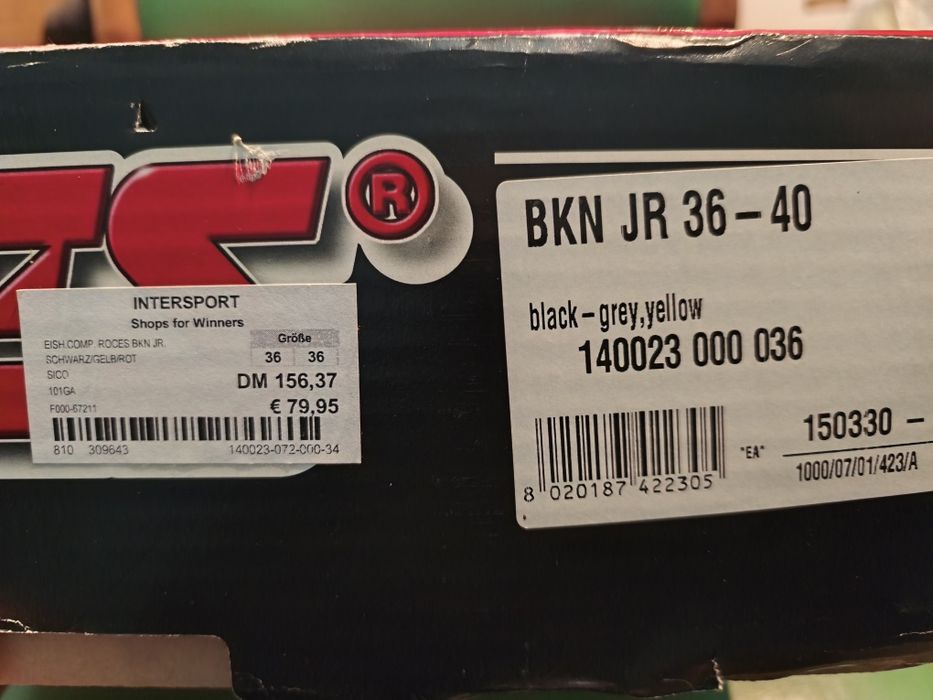 ®
INTERSPORT
Shops for Winners
EISH.COMP. ROCES BKN JR.
SCHWARZ/GELB/ROT
SICO
101GA
F000-67211
Größe
36 36
DM 156,37
€ 79,95
810 309643 140023-072-000-34
BKN JR 36-40
black-grey,yellow
140023 000 036
8 020187 422305
"EA"
150330 -
1000/07/01/423/A